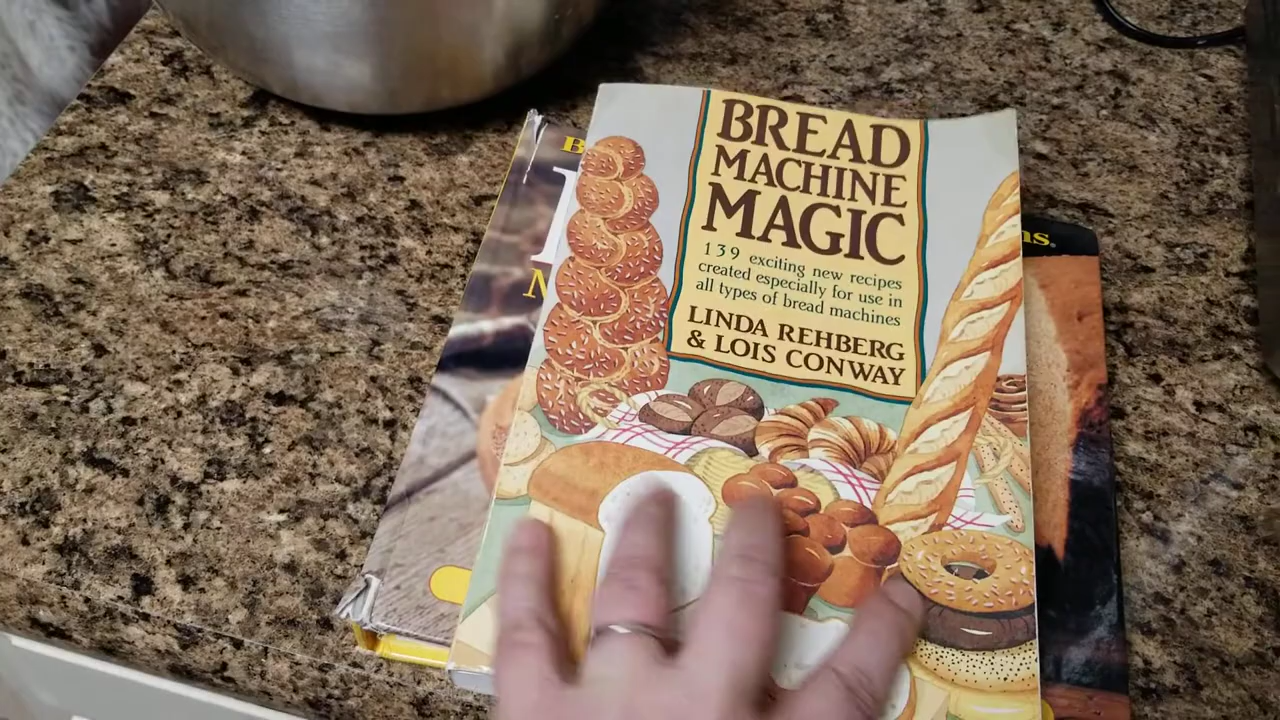 BREAD
MACHINE
MAGIC
139 exciting new recipes
created especially for use in
all types of bread machines
LINDA REHBERG
& LOIS CONWAY